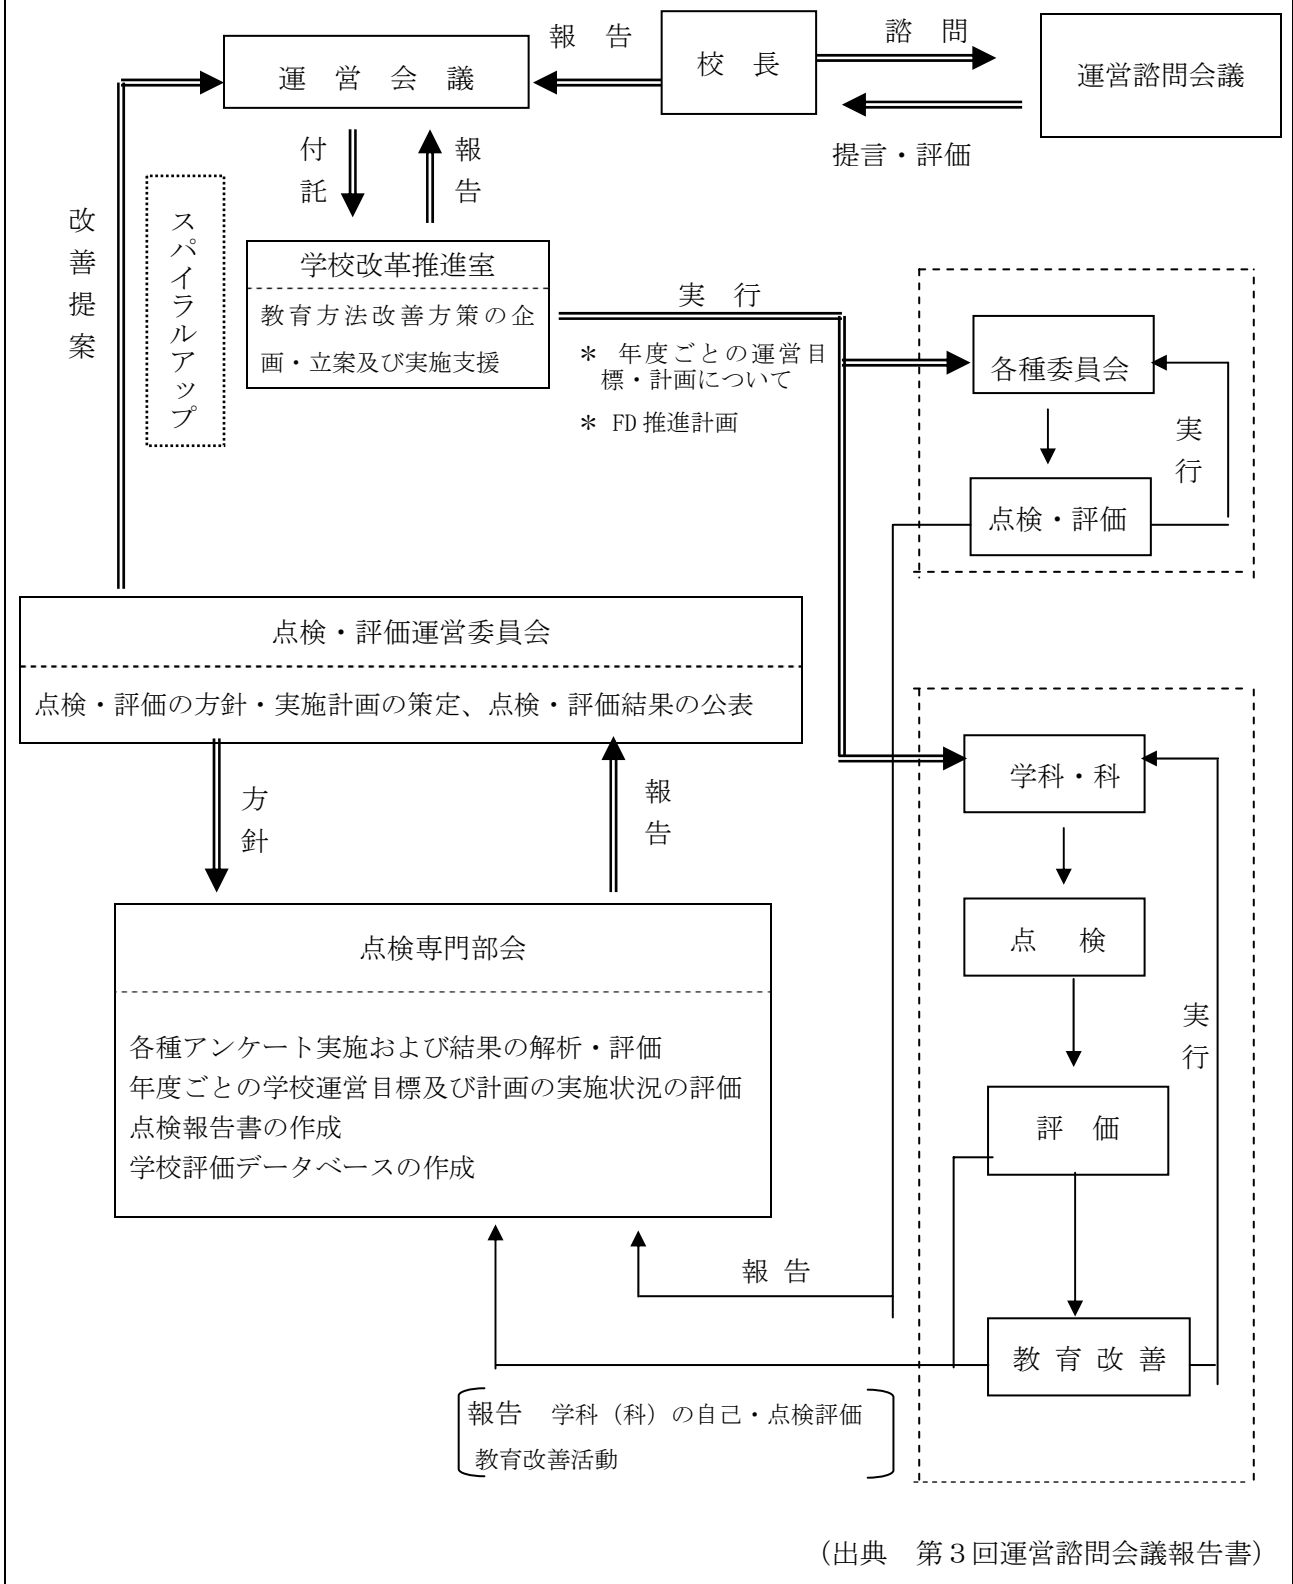 報　告
校　長
諮　問
運　営　会　議
運営諮問会議
提言・評価
付託
報告
改善提案
スパイラルアップ
学校改革推進室
教育方法改善方策の企
画・立案及び実施支援
実　行
＊　年度ごとの運営目
標・計画について
＊　FD 推進計画
各種委員会
実行
点検・評価
点検・評価運営委員会
点検・評価の方針・実施計画の策定、点検・評価結果の公表
方針
報告
学科・科
点　検
実行
評　価
教 育 改 善
点検専門部会
各種アンケート実施および結果の解析・評価
年度ごとの学校運営目標及び計画の実施状況の評価
点検報告書の作成
学校評価データベースの作成
報 告
報告　学科（科）の自己・点検評価
教育改善活動
（出典　第３回運営諮問会議報告書）